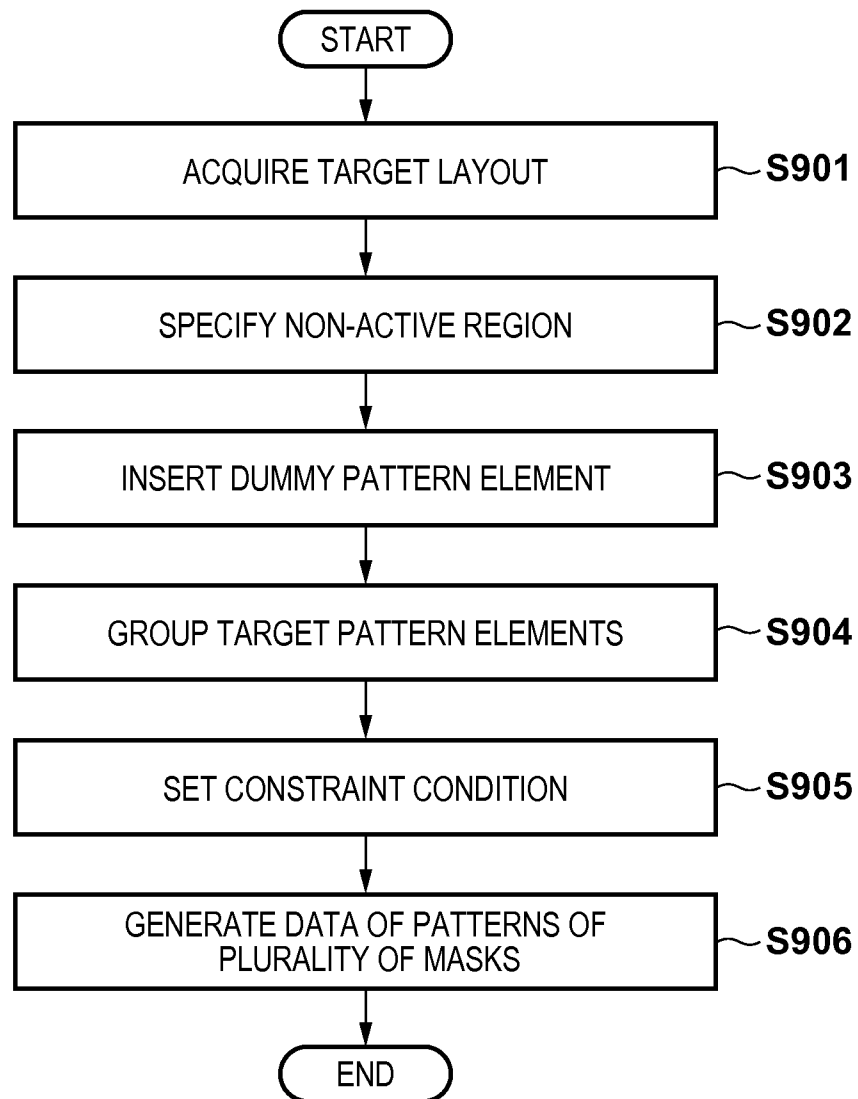 START
ACQUIRE TARGET LAYOUT
S901
SPECIFY NON-ACTIVE REGION
S902
INSERT DUMMY PATTERN ELEMENT
S903
GROUP TARGET PATTERN ELEMENTS
S904
SET CONSTRAINT CONDITION
S905
GENERATE DATA OF PATTERNS OF
PLURALITY OF MASKS
S906
END